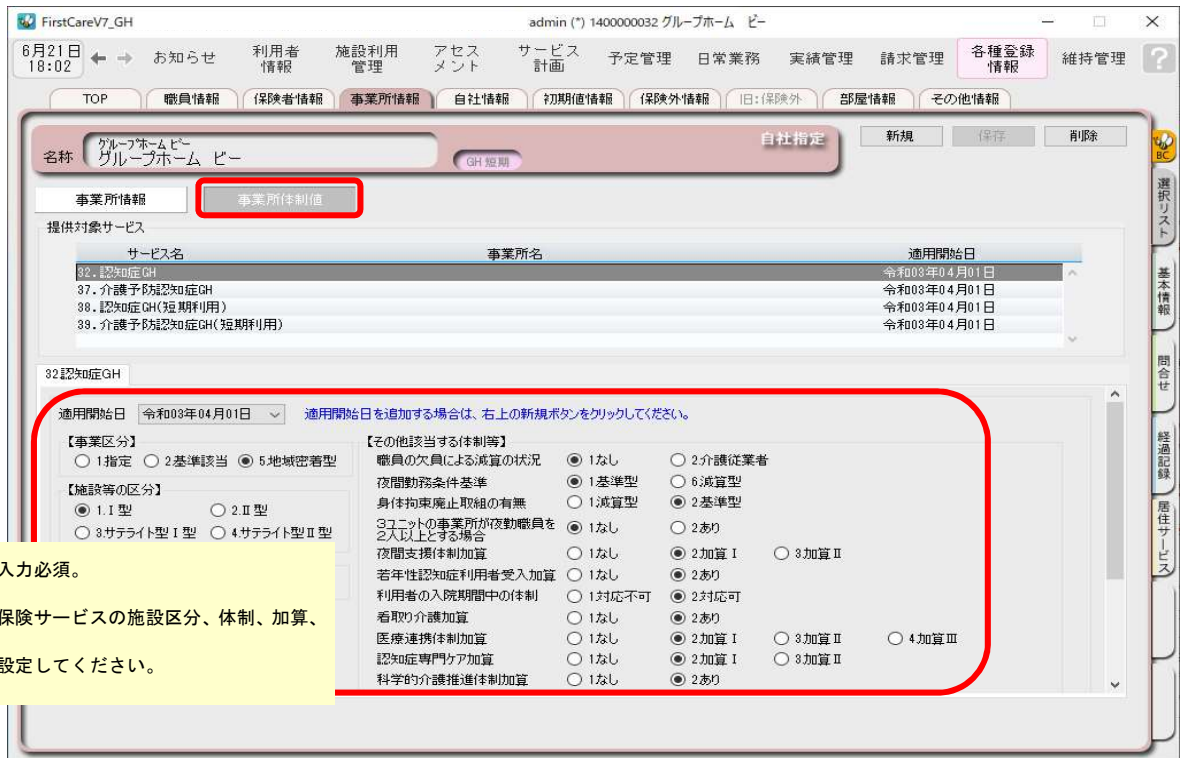 FirstCareV7_GH admin (*) 1400000032 グループホーム ビー
6月21日
18:02
お知らせ 利用者情報 施設利用管理 アセスメント サービス計画 予定管理 日常業務 実績管理 請求管理 各種登録情報 維持管理 ?
TOP 職員情報 保険者情報 事業所情報 自社情報 初期値情報 保険外情報 旧:保険外 部屋情報 その他情報
グループホームビー
名称 グループホーム ビー GH 短期 自社指定 新規 保存 削除
事業所情報 事業所体制値
提供対象サービス
サービス名 事業所名 適用開始日
32.認知症GH 令和03年04月01日
37.介護予防認知症GH 令和03年04月01日
38.認知症GH(短期利用) 令和03年04月01日
39.介護予防認知症GH(短期利用) 令和03年04月01日
32認知症GH
適用開始日 令和03年04月01日 適用開始日を追加する場合は、右上の新規ボタンをクリックしてください。
【事業区分】
1指定 2基準該当 5地域密着型
【施設等の区分】
1.Ⅰ型 2.Ⅱ型
3.サテライト型Ⅰ型 4.サテライト型Ⅱ型
【その他該当する体制等】
職員の欠員による減算の状況 1なし 2介護従業者
夜間勤務条件基準 1基準型 6減算型
身体拘束廃止取組の有無 1減算型 2基準型
3ユニットの事業所が夜勤職員を2人以上とする場合 1なし 2あり
夜間支援体制加算 1なし 2加算Ⅰ 3加算Ⅱ
若年性認知症利用者受入加算 1なし 2あり
利用者の入院期間中の体制 1対応不可 2対応可
看取り介護加算 1なし 2あり
医療連携体制加算 1なし 2加算Ⅰ 3加算Ⅱ 4加算Ⅲ
認知症専門ケア加算 1なし 2加算Ⅰ 3加算Ⅱ
科学的介護推進体制加算 1なし 2あり
入力必須。
保険サービスの施設区分、体制、加算、
設定してください。
BC
選択リスト
基本情報
問合せ
経過記録
居住サービス